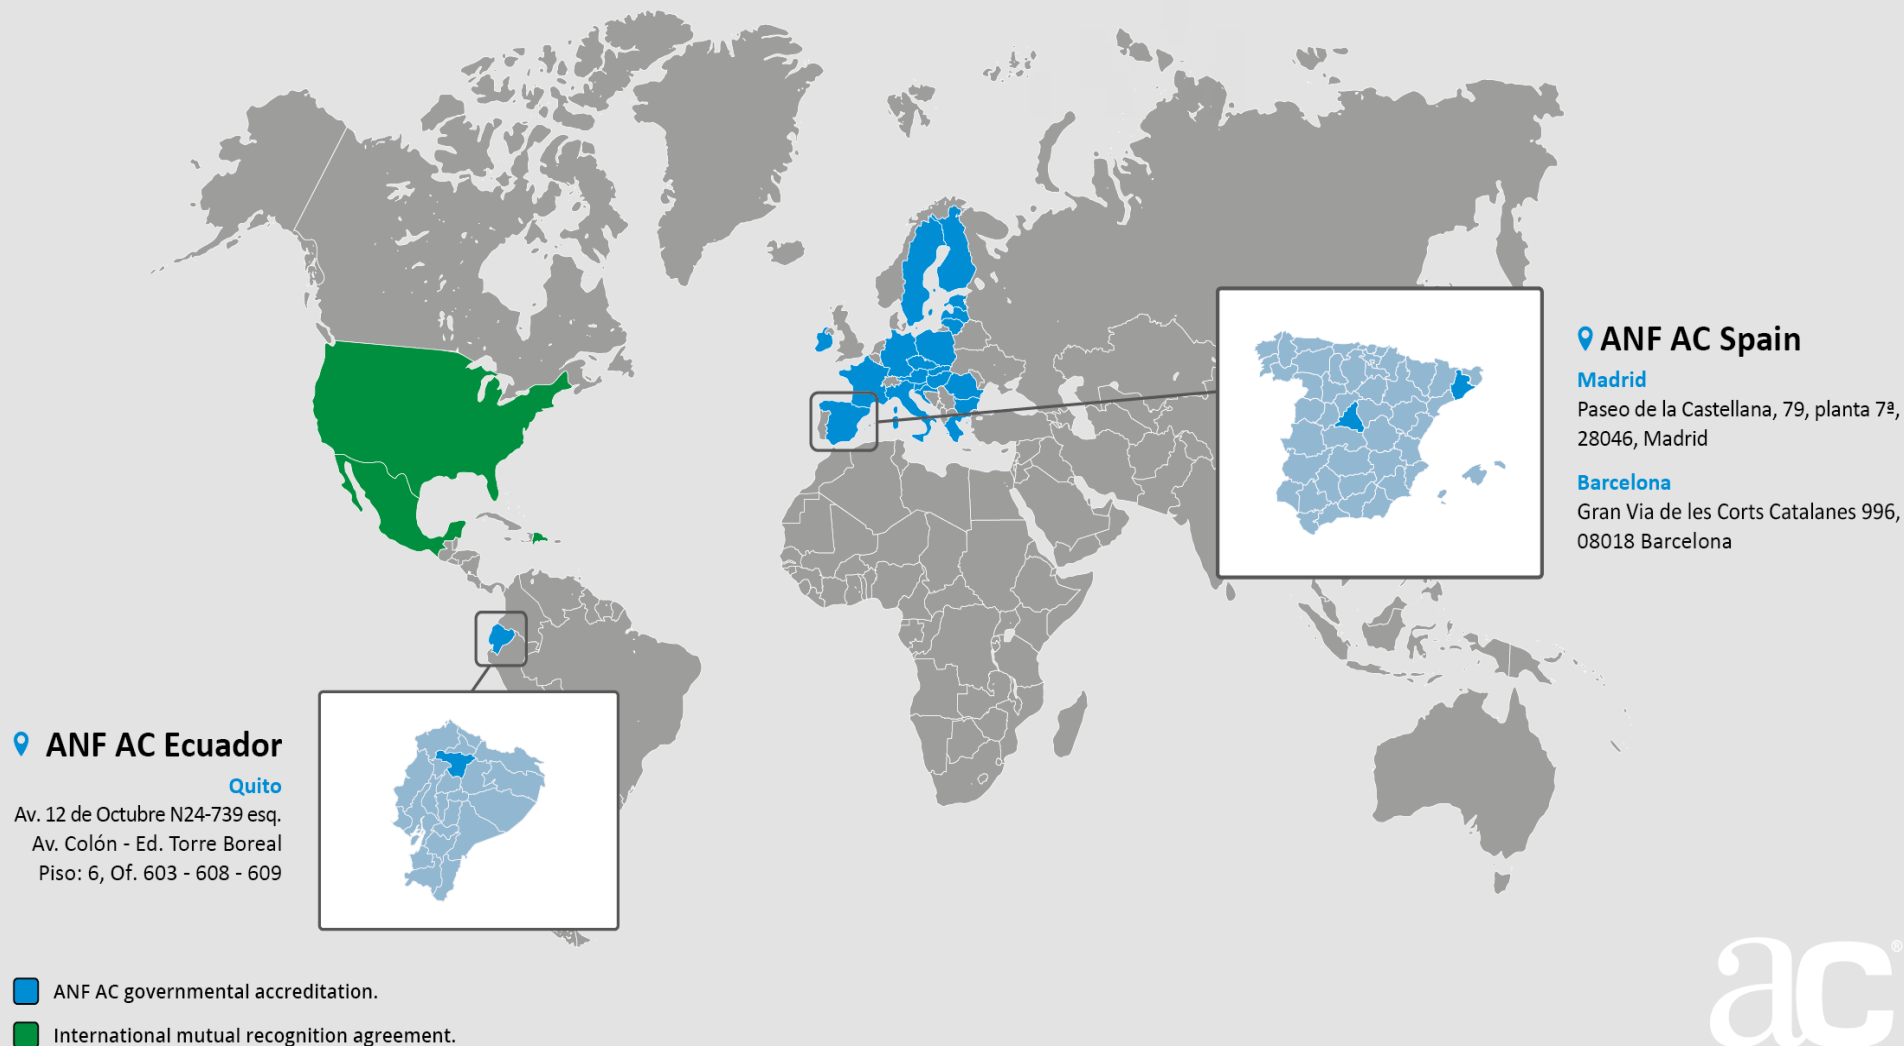 ANF AC Spain
Madrid
Paseo de la Castellana, 79, planta 7ª,
28046, Madrid
Barcelona
Gran Via de les Corts Catalanes 996,
08018 Barcelona
ANF AC Ecuador
Quito
Av. 12 de Octubre N24-739 esq.
Av. Colón - Ed. Torre Boreal
Piso: 6, Of. 603 - 608 - 609
ANF AC governmental accreditation.
International mutual recognition agreement.
ac®